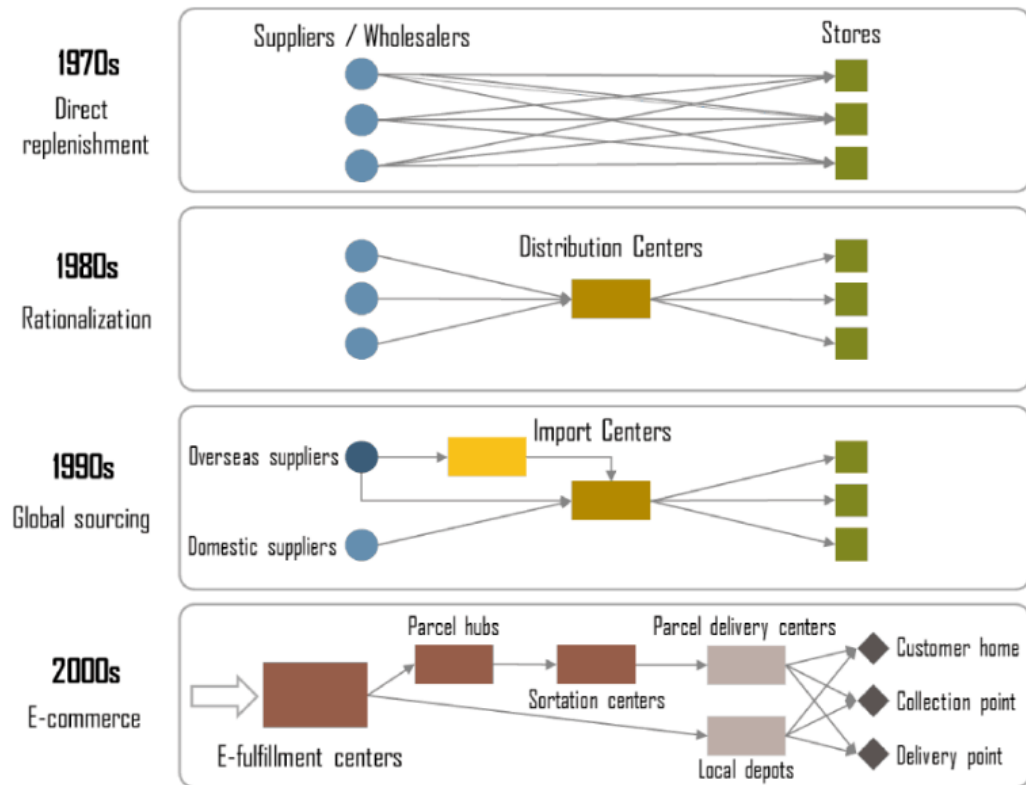 1970s
Direct
replenishment
Suppliers / Wholesalers
Stores
1980s
Rationalization
Distribution Centers
1990s
Global sourcing
Overseas suppliers
Import Centers
Domestic suppliers
2000s
E-commerce
E-fulfillment centers
Parcel hubs
Sortation centers
Parcel delivery centers
Local depots
Customer home
Collection point
Delivery point